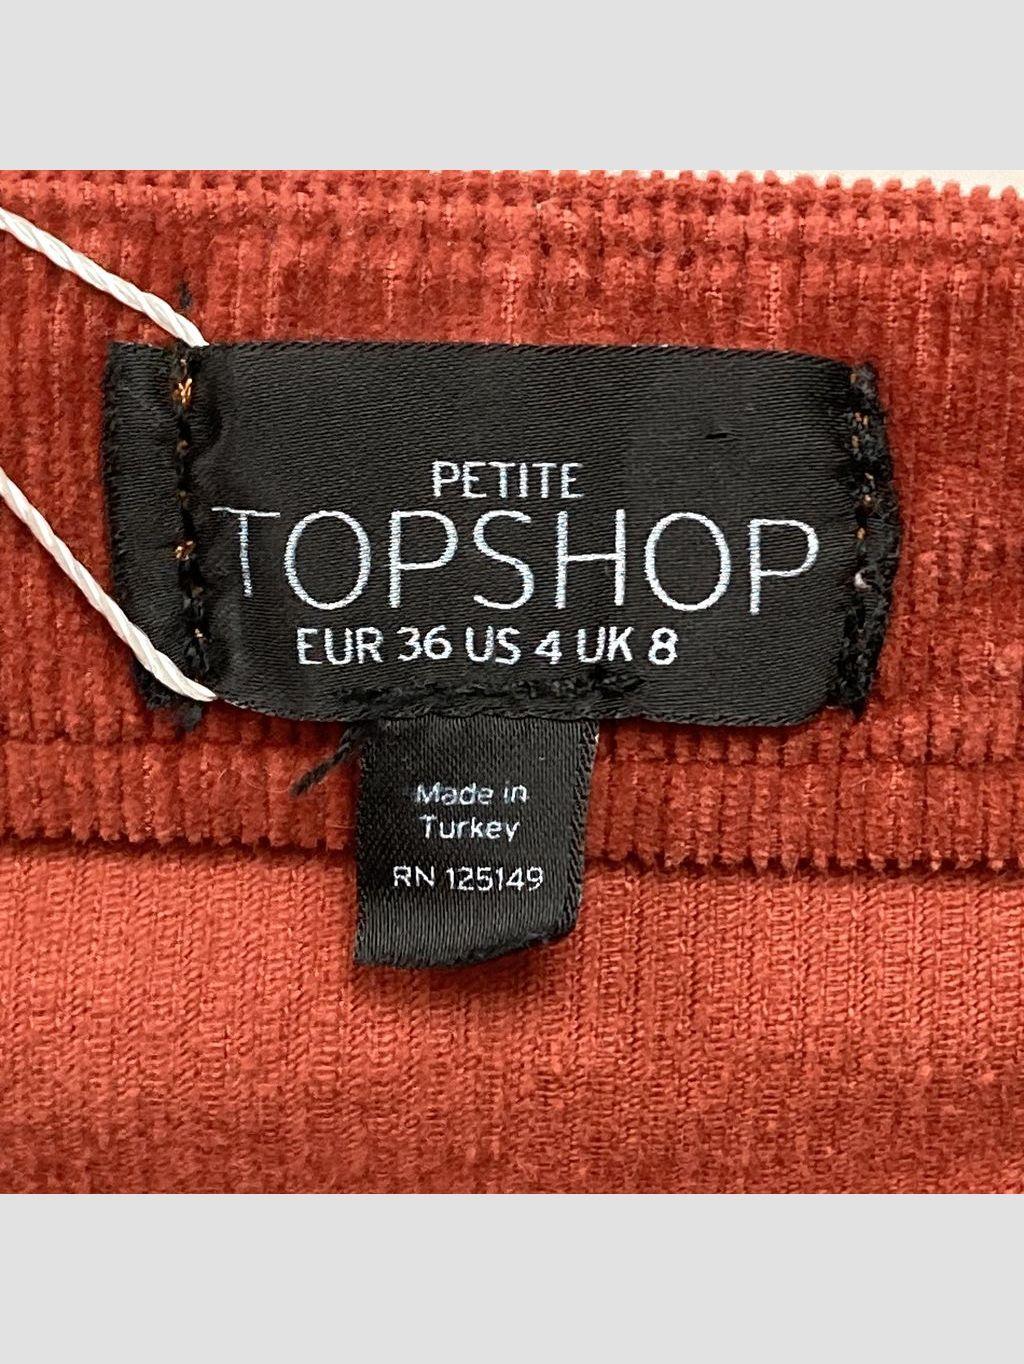 PETITE
TOPSHOP
EUR 36 US 4 UK 8
Made in
Turkey
RN 125149